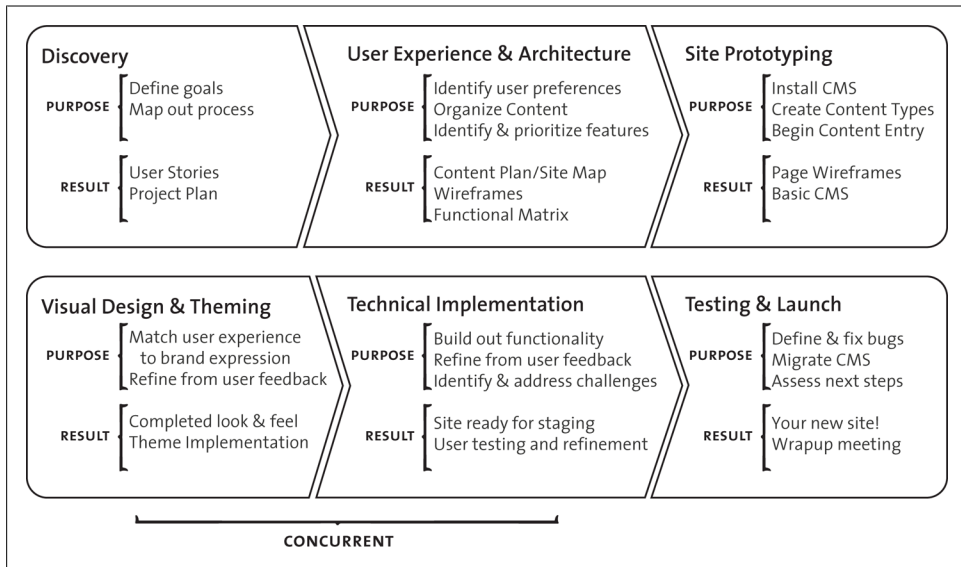 Discovery
PURPOSE
Define goals
Map out process
RESULT
User Stories
Project Plan
User Experience & Architecture
PURPOSE
Identify user preferences
Organize Content
Identify & prioritize features
RESULT
Content Plan/Site Map
Wireframes
Functional Matrix
Site Prototyping
PURPOSE
Install CMS
Create Content Types
Begin Content Entry
RESULT
Page Wireframes
Basic CMS
Visual Design & Theming
PURPOSE
Match user experience
to brand expression
Refine from user feedback
RESULT
Completed look & feel
Theme Implementation
Technical Implementation
PURPOSE
Build out functionality
Refine from user feedback
Identify & address challenges
RESULT
Site ready for staging
User testing and refinement
Testing & Launch
PURPOSE
Define & fix bugs
Migrate CMS
Assess next steps
RESULT
Your new site!
Wrapup meeting
CONCURRENT